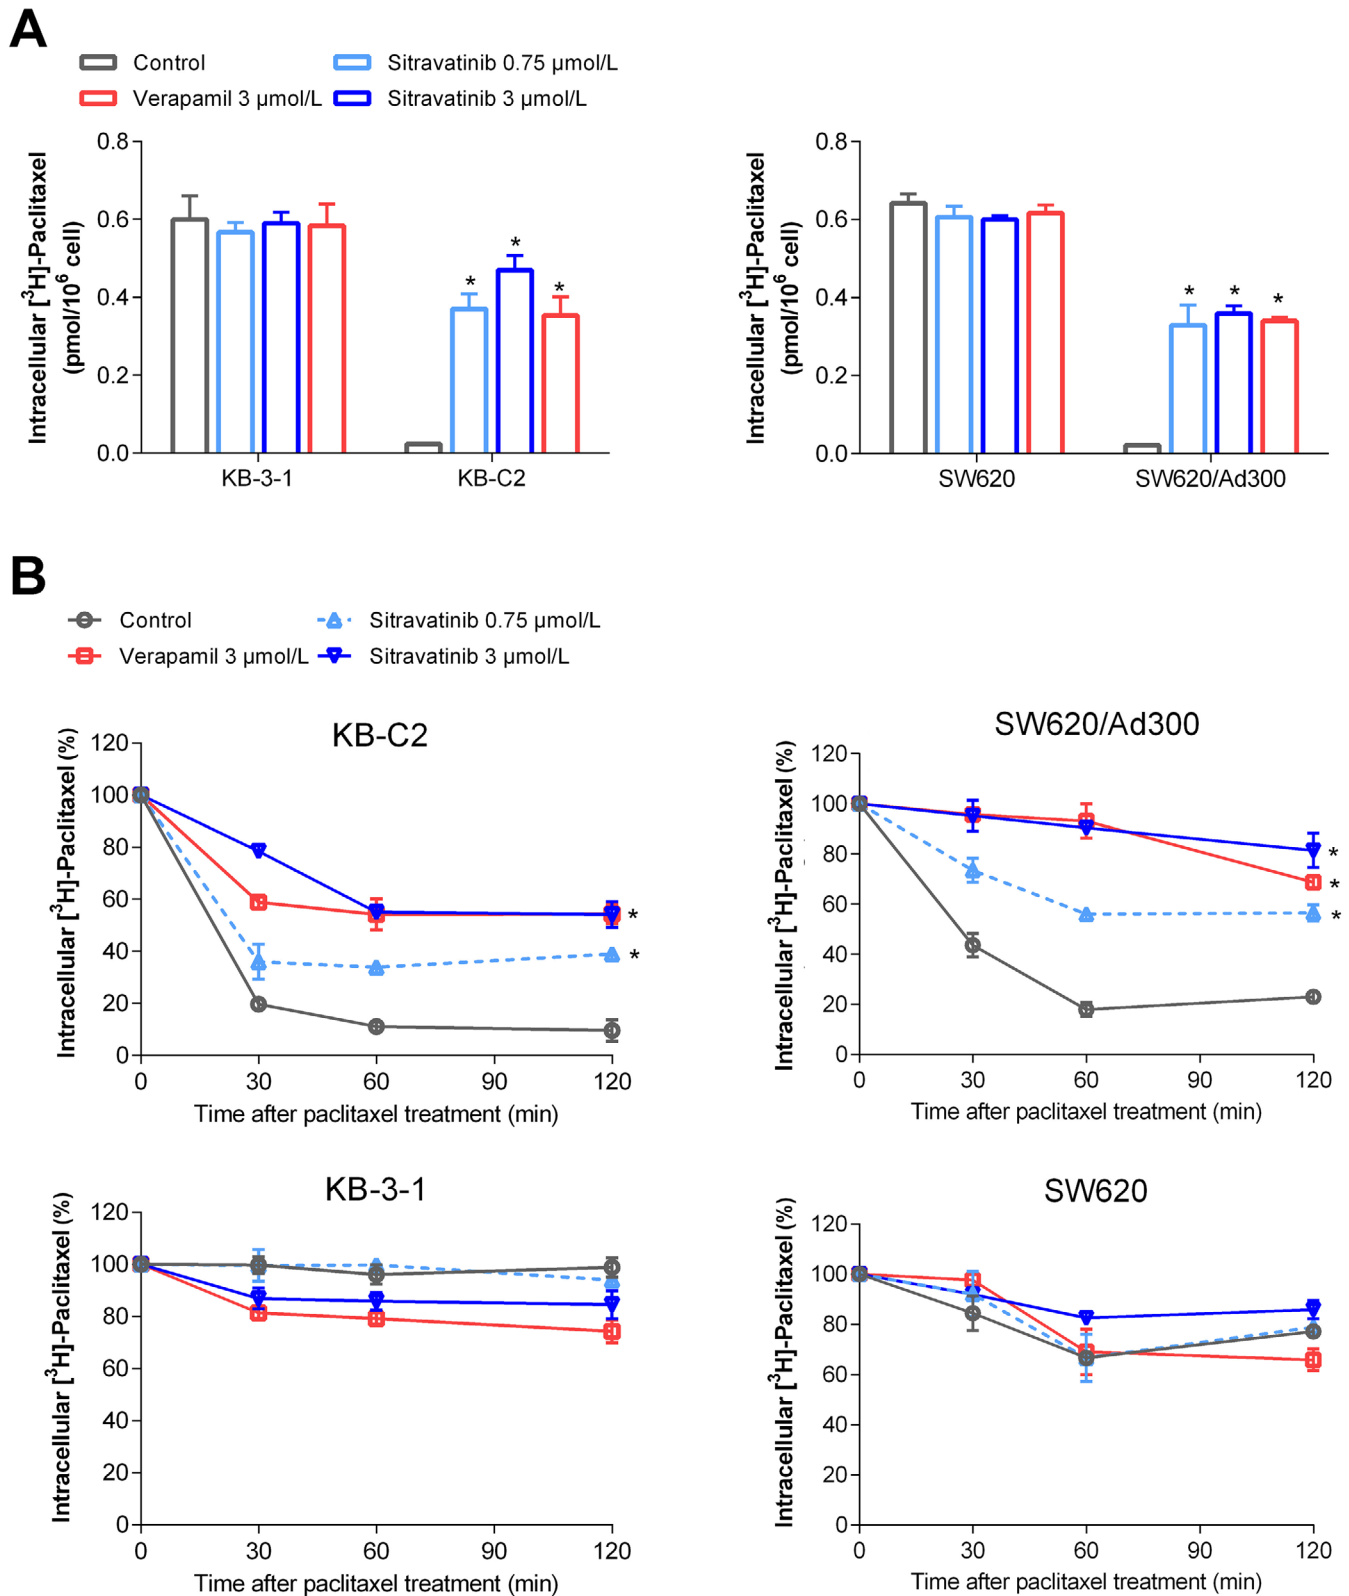 A
Control
Sitravatinib 0.75 µmol/L
Verapamil 3 µmol/L
Sitravatinib 3 µmol/L
Intracellular [³H]-Paclitaxel
(pmol/10⁶ cell)
0.8
0.6
0.4
0.2
0.0
* * *
KB-3-1
KB-C2
Intracellular [³H]-Paclitaxel
(pmol/10⁶ cell)
0.8
0.6
0.4
0.2
0.0
* * *
SW620
SW620/Ad300
B
Control
Sitravatinib 0.75 µmol/L
Verapamil 3 µmol/L
Sitravatinib 3 µmol/L
KB-C2
Intracellular [³H]-Paclitaxel (%)
120
100
80
60
40
20
0
*
*
0 30 60 90 120
Time after paclitaxel treatment (min)
SW620/Ad300
Intracellular [³H]-Paclitaxel (%)
120
100
80
60
40
20
0
*
*
*
0 30 60 90 120
Time after paclitaxel treatment (min)
KB-3-1
Intracellular [³H]-Paclitaxel (%)
120
100
80
60
40
20
0
0 30 60 90 120
Time after paclitaxel treatment (min)
SW620
Intracellular [³H]-Paclitaxel (%)
120
100
80
60
40
20
0
0 30 60 90 120
Time after paclitaxel treatment (min)